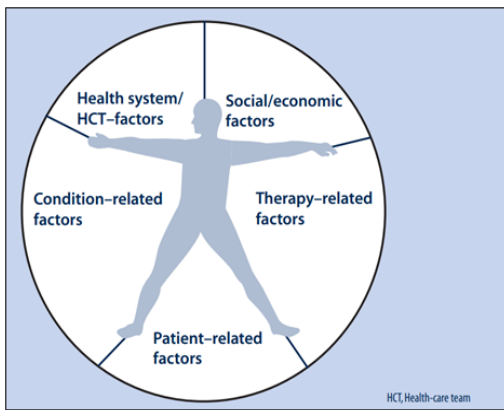 Health system/
HCT–factors
Social/economic
factors
Condition–related
factors
Therapy–related
factors
Patient–related
factors
HCT, Health-care team